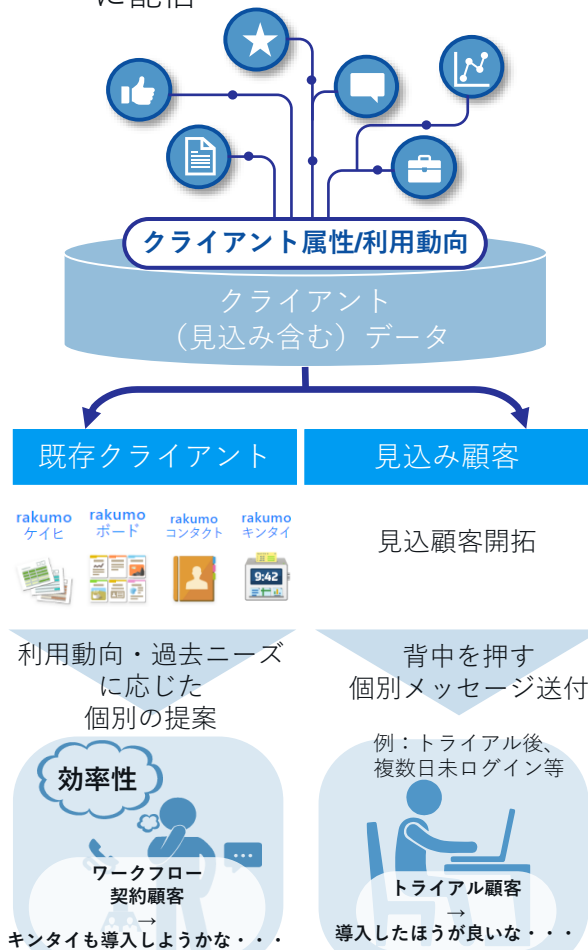 に配信
クライアント属性/利用動向
クライアント
（見込み含む）データ
既存クライアント
見込み顧客
rakumo
ケイヒ
rakumo
ボード
rakumo
コンタクト
rakumo
キンタイ
9:42
見込顧客開拓
利用動向・過去ニーズ
に応じた
個別の提案
背中を押す
個別メッセージ送付
例：トライアル後、
複数日未ログイン等
効率性
ワークフロー
契約顧客
→
キンタイも導入しようかな・・・
トライアル顧客
→
導入したほうが良いな・・・